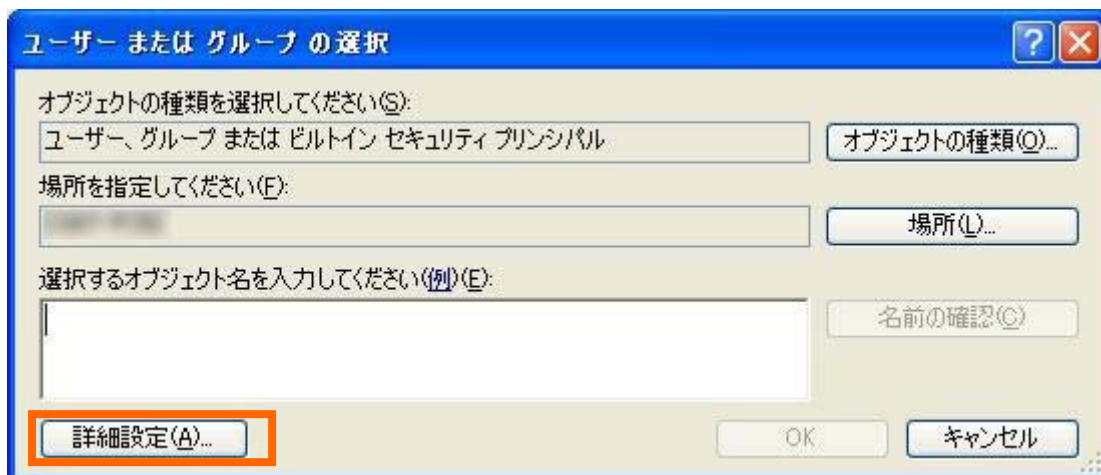 ユーザー または グループ の選択
オブジェクトの種類を選択してください(S):
ユーザー、グループ または ビルトイン セキュリティ プリンシパル
オブジェクトの種類(O)...
場所を指定してください(F):
場所(L)...
選択するオブジェクト名を入力してください(例)(E):
名前の確認(C)
詳細設定(A)...
OK
キャンセル